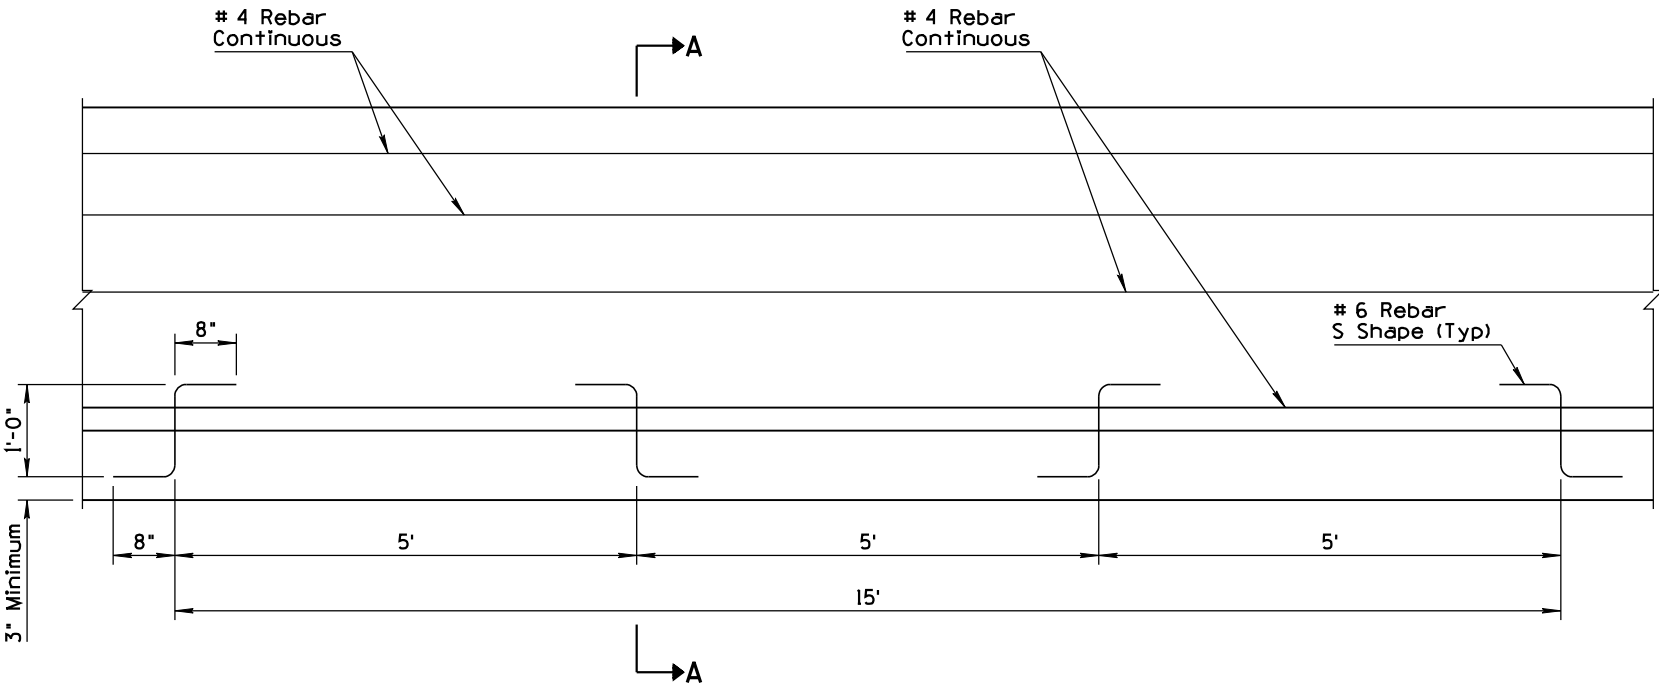 # 4 Rebar
Continuous
# 4 Rebar
Continuous
A
# 6 Rebar
S Shape (Typ)
8"
1'-0"
3" Minimum
8"
5'
5'
5'
15'
A